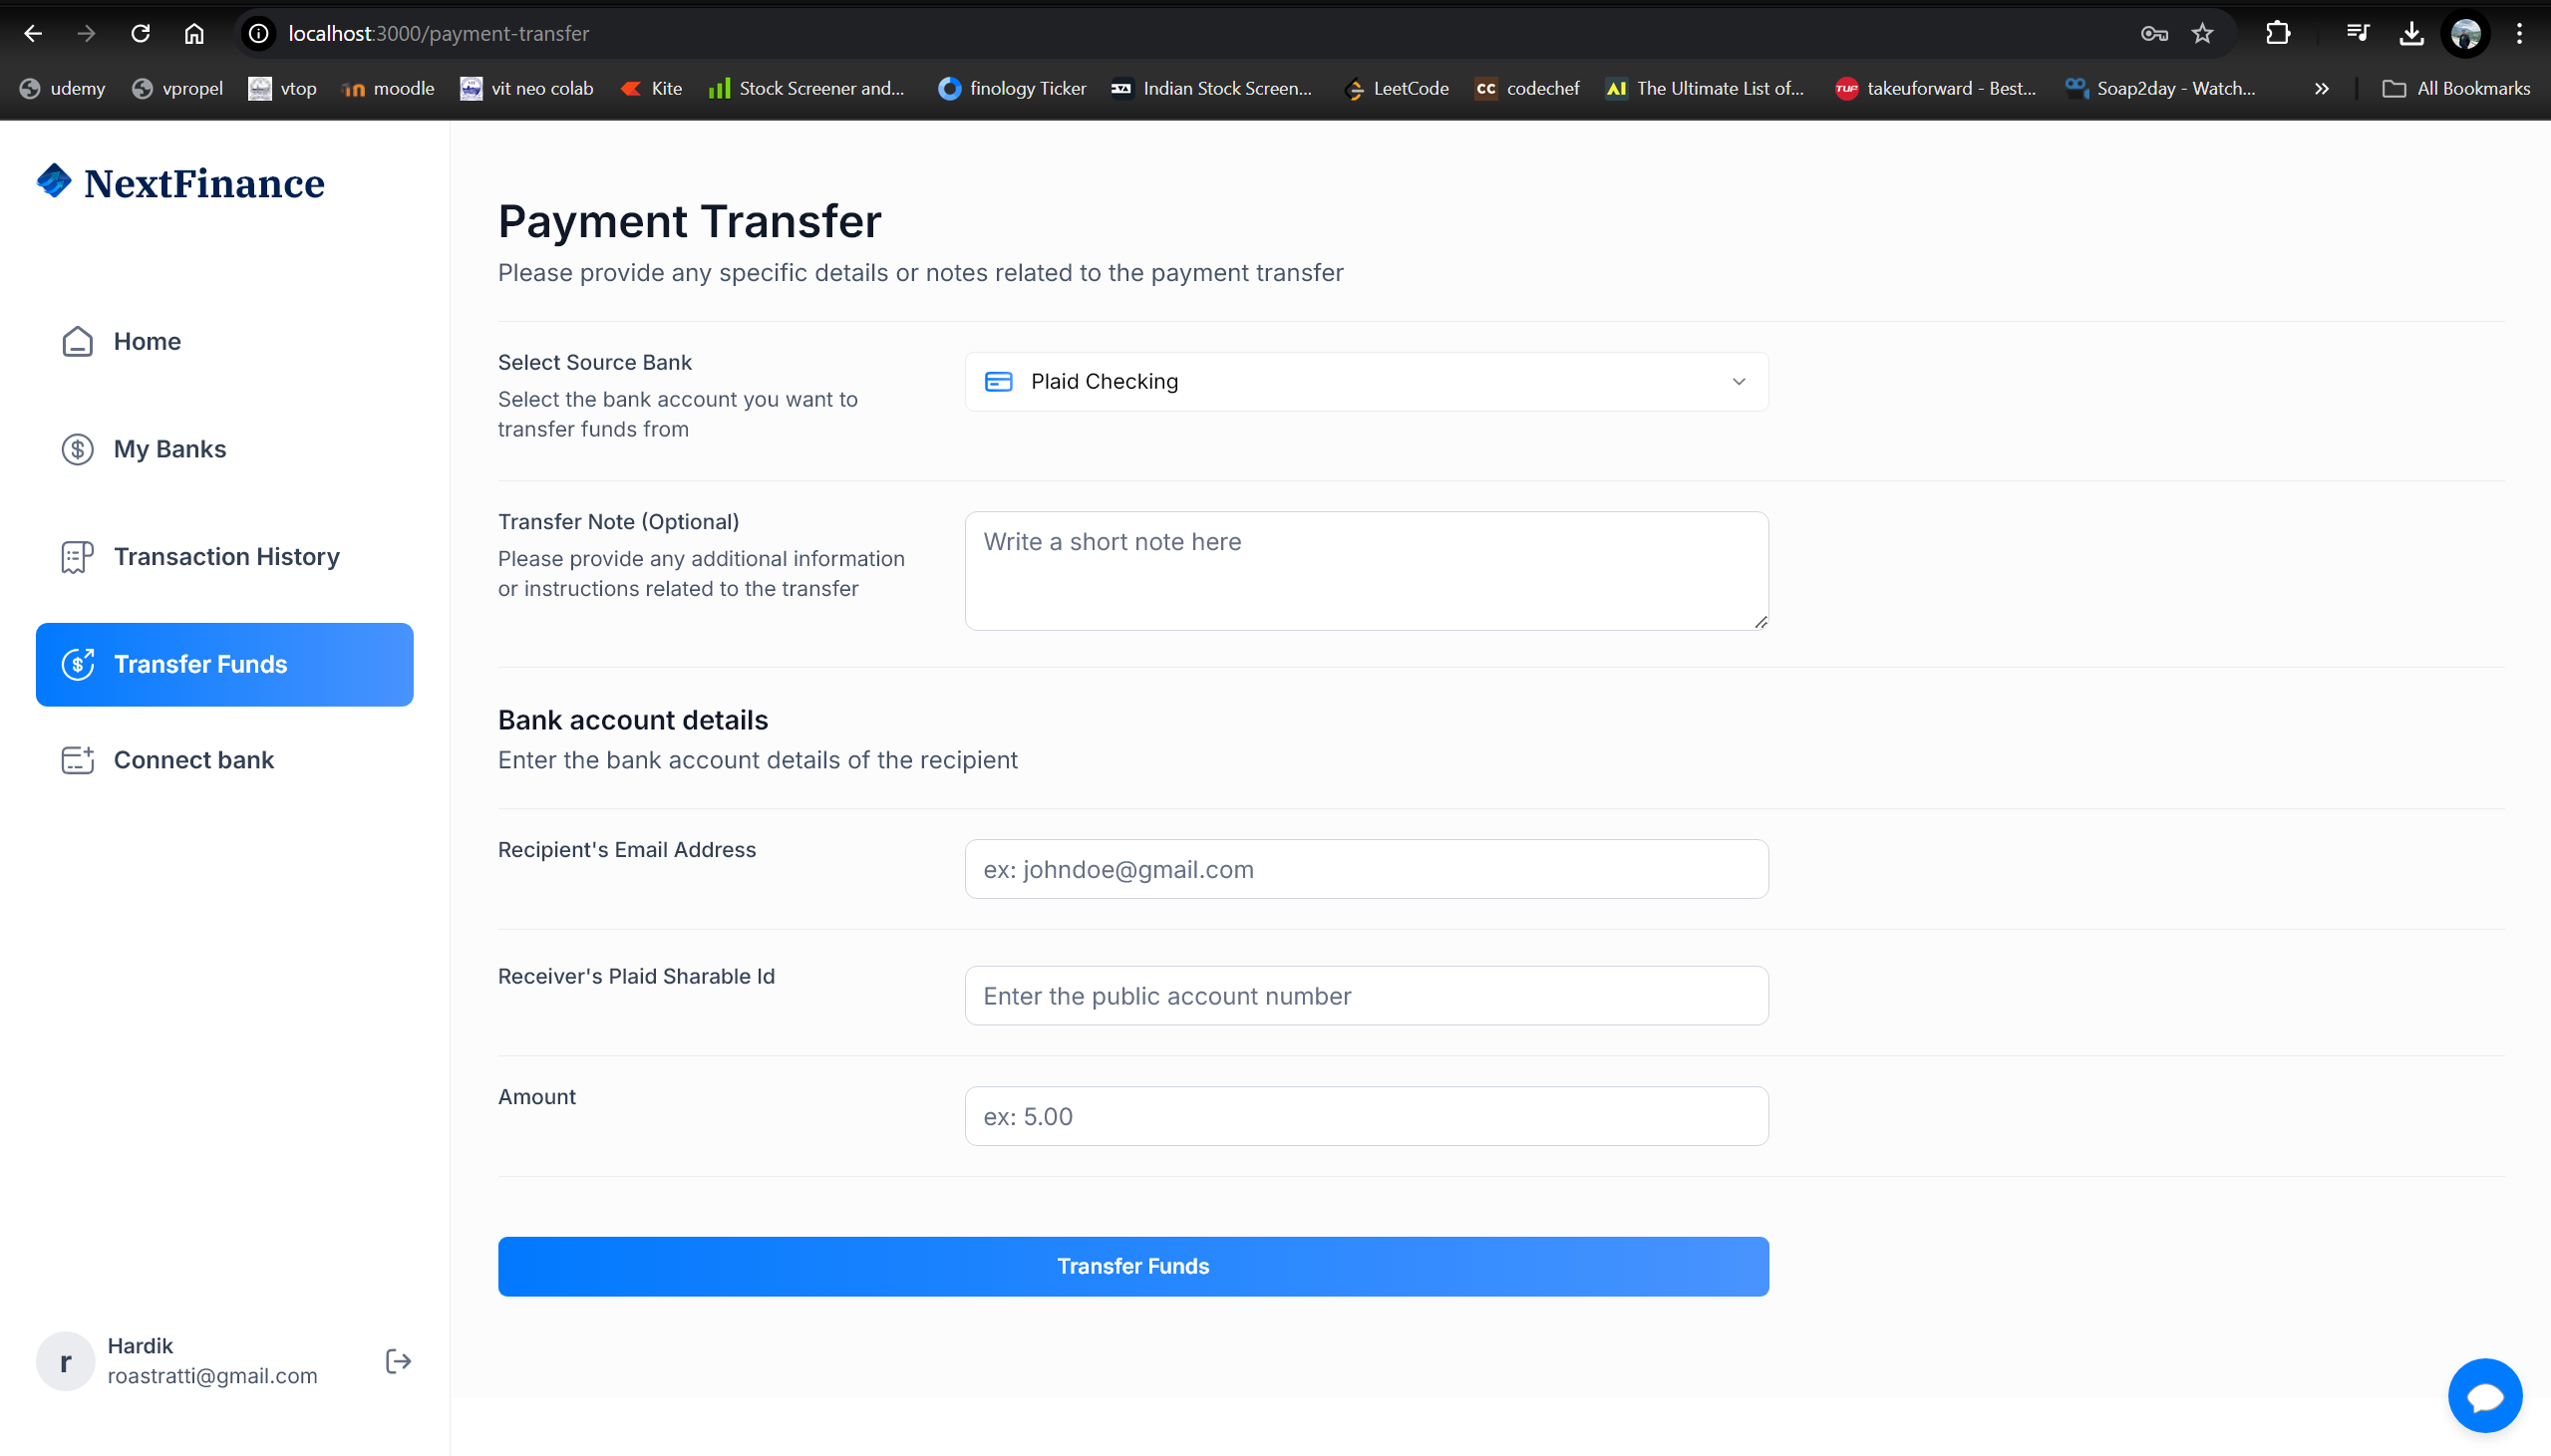 localhost:3000/payment-transfer
udemy vpropel vtop moodle vit neo colab Kite Stock Screener and... finology Ticker Indian Stock Screen... LeetCode CC codechef The Ultimate List of... TUF takeuforward - Best... Soap2day - Watch... » All Bookmarks
NextFinance
Home
My Banks
Transaction History
Transfer Funds
Connect bank
Hardik
r
roastratti@gmail.com
Payment Transfer
Please provide any specific details or notes related to the payment transfer
Select Source Bank
Select the bank account you want to
transfer funds from
Plaid Checking
Transfer Note (Optional)
Please provide any additional information
or instructions related to the transfer
Write a short note here
Bank account details
Enter the bank account details of the recipient
Recipient's Email Address
ex: johndoe@gmail.com
Receiver's Plaid Sharable Id
Enter the public account number
Amount
ex: 5.00
Transfer Funds